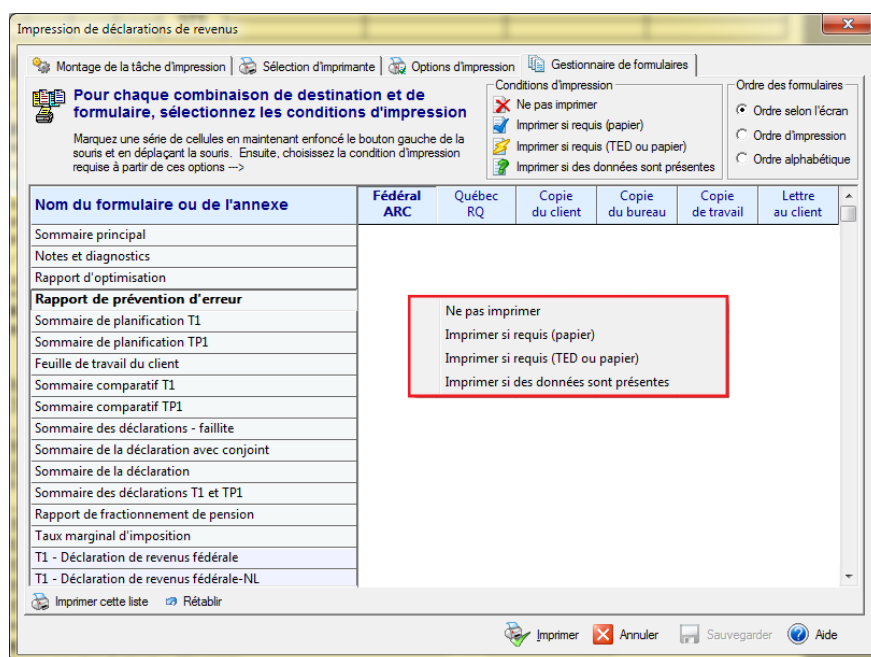 Impression de déclarations de revenus
Montage de la tâche d'impression
Sélection d'imprimante
Options d'impression
Gestionnaire de formulaires
Pour chaque combinaison de destination et de
formulaire, sélectionnez les conditions d'impression
Marquez une série de cellules en maintenant enfoncé le bouton gauche de la
souris et en déplaçant la souris. Ensuite, choisissez la condition d'impression
requise à partir de ces options --->
Conditions d'impression
Ne pas imprimer
Imprimer si requis (papier)
Imprimer si requis (TED ou papier)
Imprimer si des données sont présentes
Ordre des formulaires
Ordre selon l'écran
Ordre d'impression
Ordre alphabétique
Nom du formulaire ou de l'annexe
Fédéral ARC
Québec RQ
Copie du client
Copie du bureau
Copie de travail
Lettre au client
Sommaire principal
Notes et diagnostics
Rapport d'optimisation
Rapport de prévention d'erreur
Sommaire de planification T1
Sommaire de planification TP1
Feuille de travail du client
Sommaire comparatif T1
Sommaire comparatif TP1
Sommaire des déclarations - faillite
Sommaire de la déclaration avec conjoint
Sommaire de la déclaration
Sommaire des déclarations T1 et TP1
Rapport de fractionnement de pension
Taux marginal d'imposition
T1 - Déclaration de revenus fédérale
T1 - Déclaration de revenus fédérale-NL
Ne pas imprimer
Imprimer si requis (papier)
Imprimer si requis (TED ou papier)
Imprimer si des données sont présentes
Imprimer cette liste
Rétablir
Imprimer
Annuler
Sauvegarder
Aide